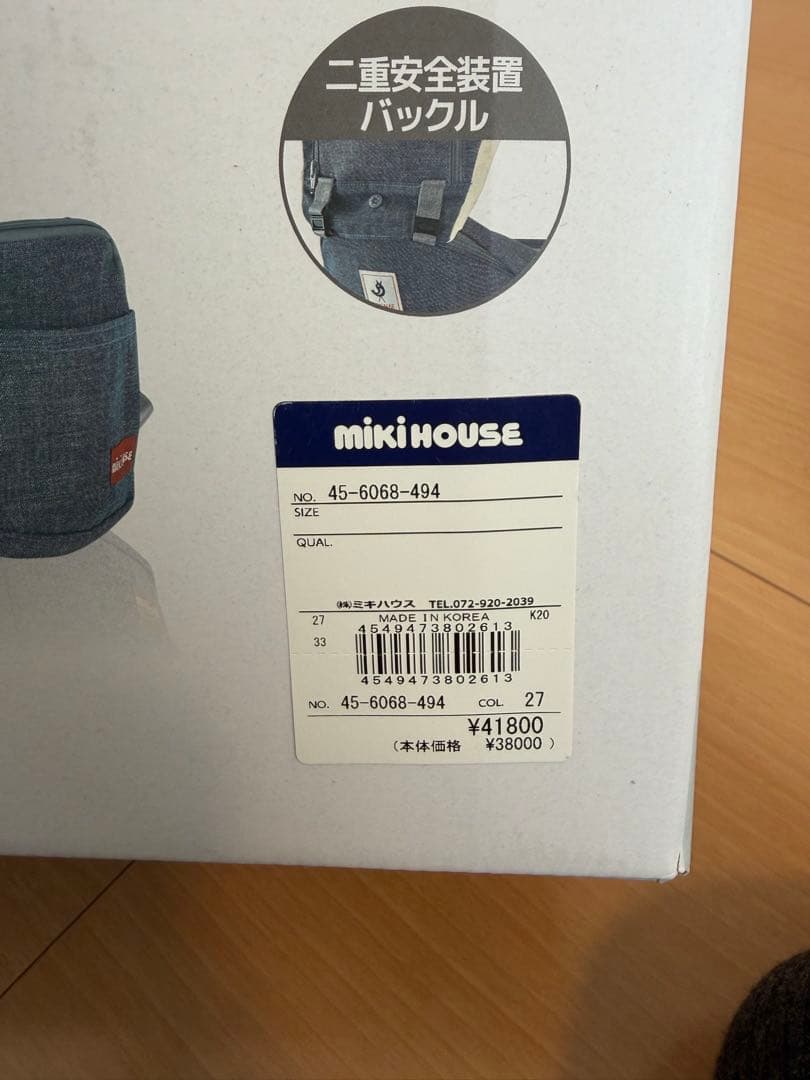 二重安全装置
バックル
miki HOUSE
mikiHOUSE
NO. 45-6068-494
SIZE
QUAL.
㈱ミキハウス TEL.072-920-2039
27 MADE IN KOREA K20
4549473802613
33
4549473802613
NO. 45-6068-494 COL. 27
¥41800
(本体価格 ¥38000 )